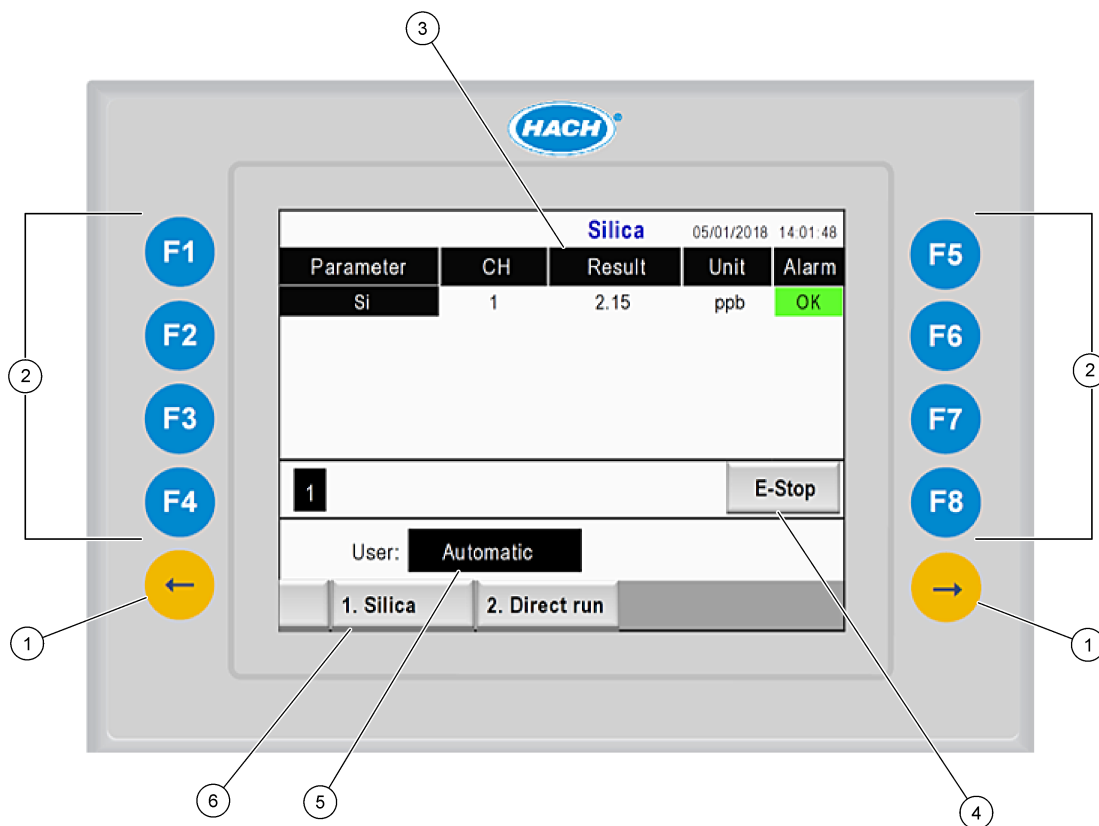 3
HACH
Silica 05/01/2018 14:01:48
Parameter CH Result Unit Alarm
Si 1 2.15 ppb OK
F1
F2
F3
F4
←
F5
F6
F7
F8
→
2
2
1
E-Stop
User: Automatic
1. Silica 2. Direct run
1
1
6
5
4